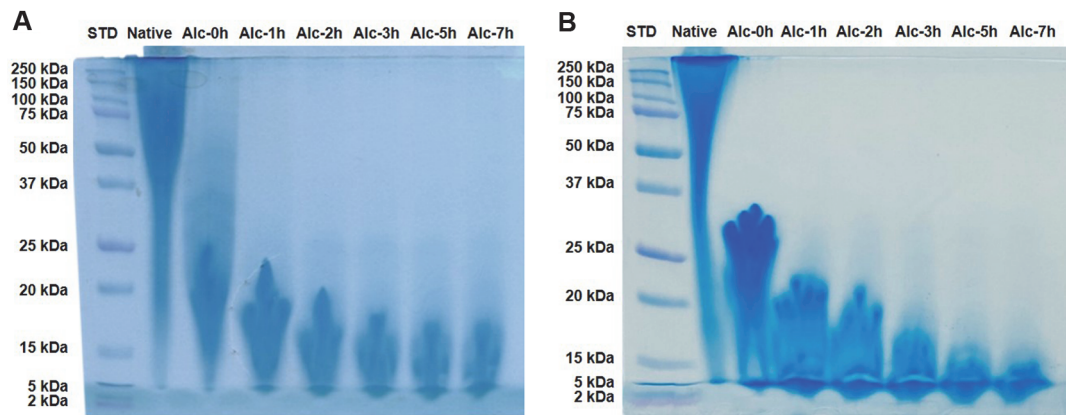 A
STD Native Alc-0h Alc-1h Alc-2h Alc-3h Alc-5h Alc-7h
250 kDa
150 kDa
100 kDa
75 kDa
50 kDa
37 kDa
25 kDa
20 kDa
15 kDa
5 kDa
2 kDa
B
STD Native Alc-0h Alc-1h Alc-2h Alc-3h Alc-5h Alc-7h
250 kDa
150 kDa
100 kDa
75 kDa
50 kDa
37 kDa
25 kDa
20 kDa
15 kDa
5 kDa
2 kDa